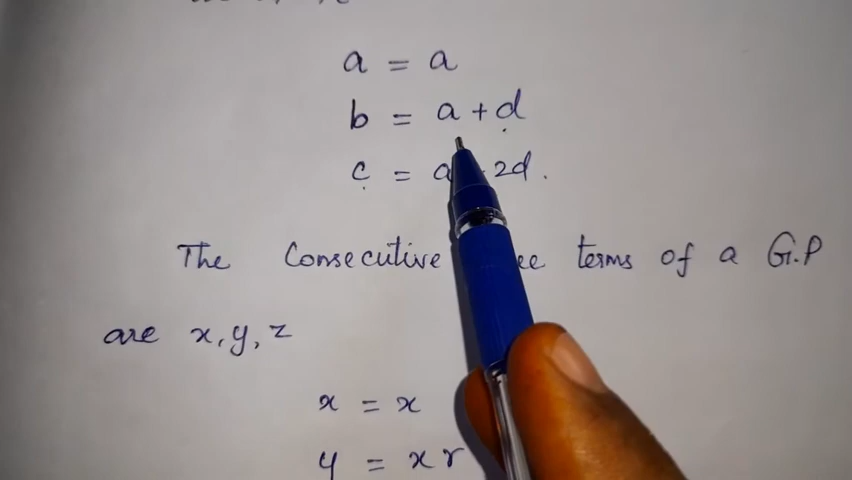 a = a
b = a + d
c = a 2d.
The Consecutive terms of a G.P
are x, y, z
x = x
y = x r